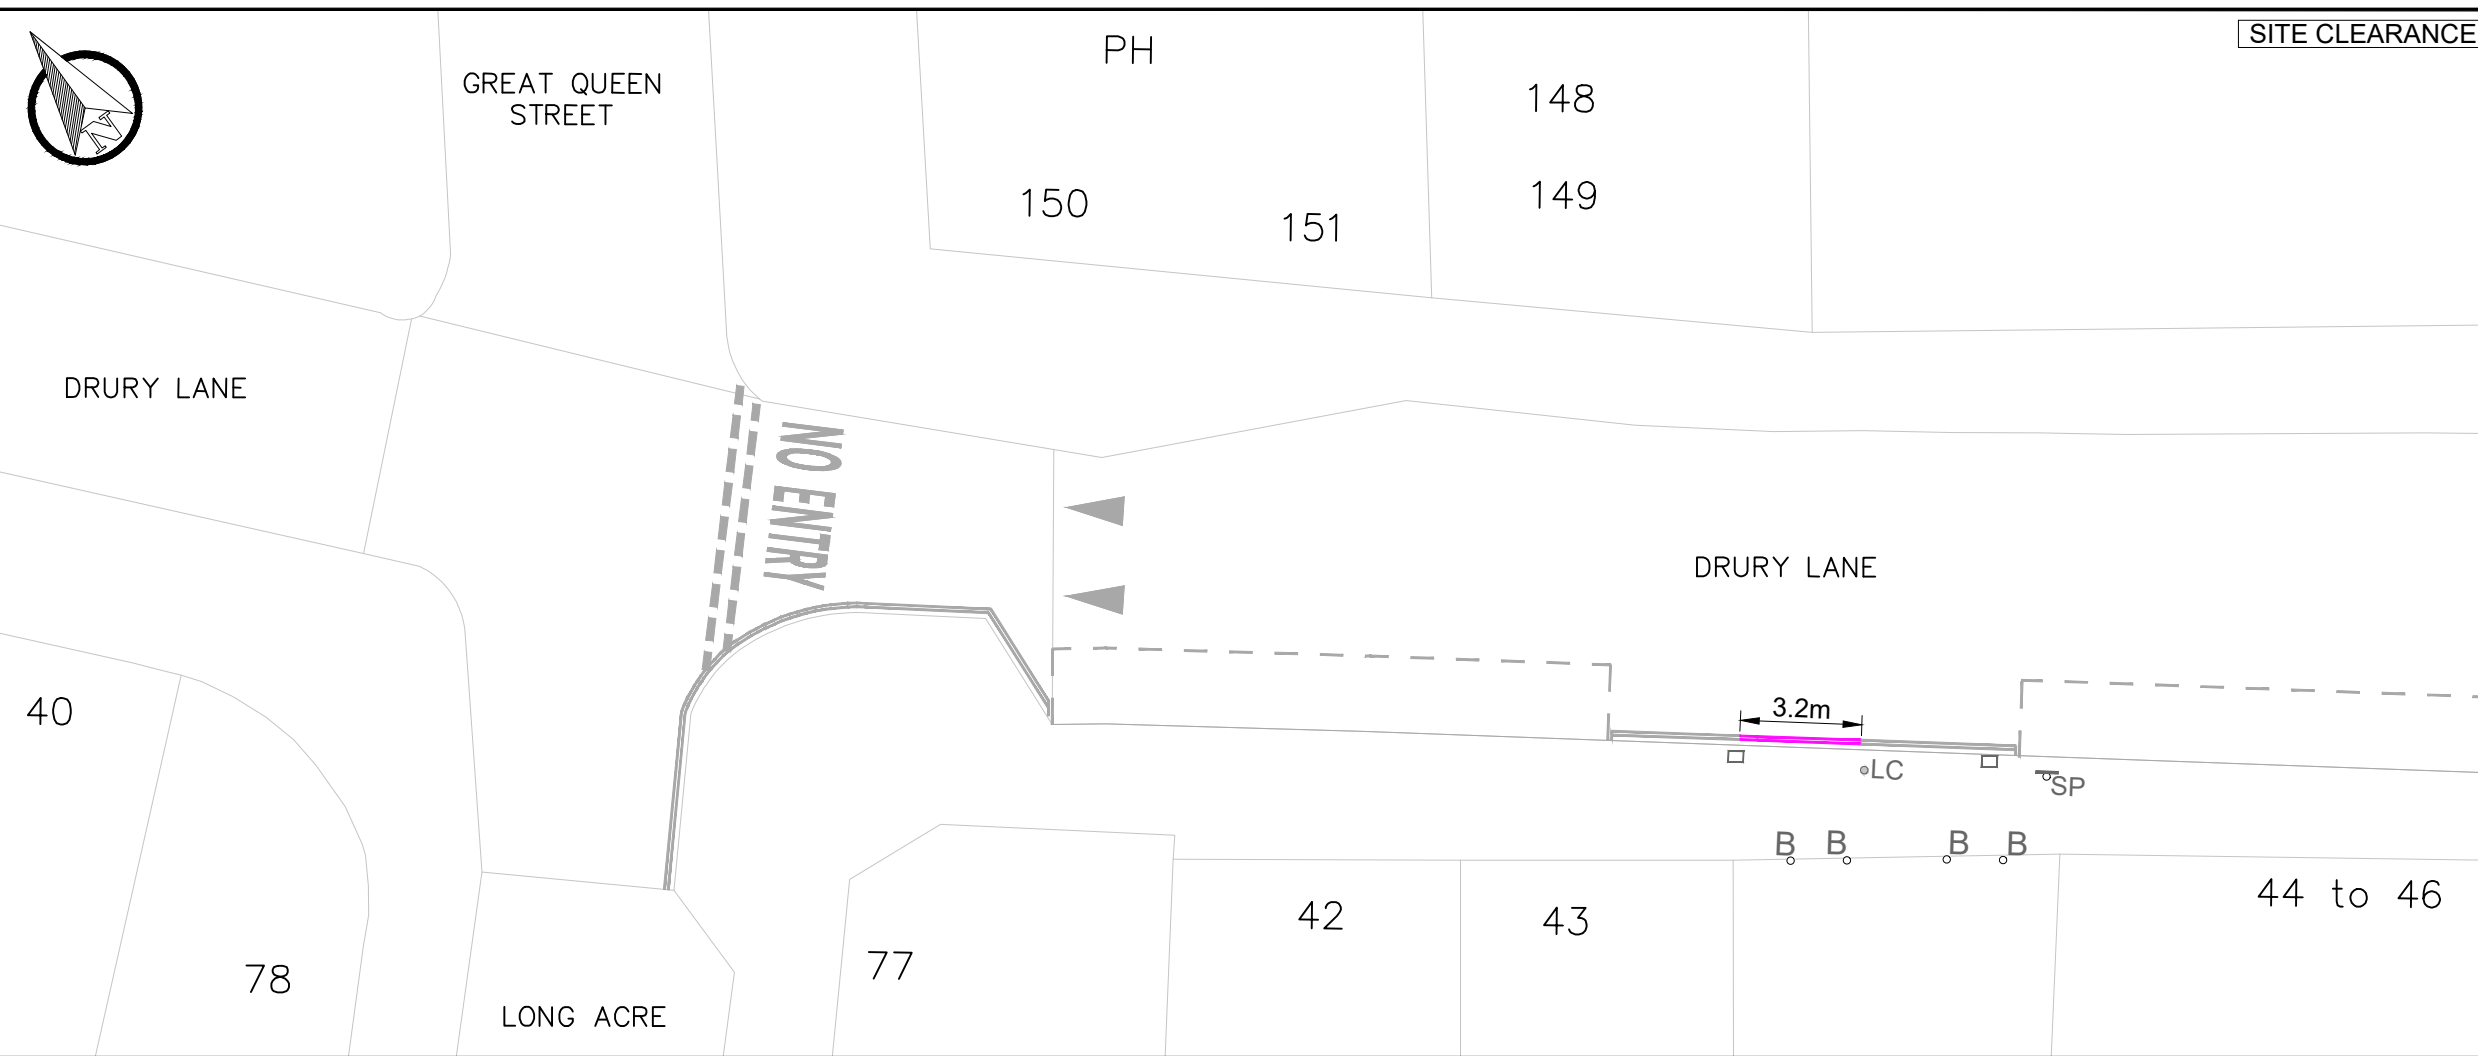 SITE CLEARANCE
N
PH
GREAT QUEEN
STREET
148
149
150
151
DRURY LANE
NO ENTRY
DRURY LANE
3.2m
LC
SP
B B B B
40
42
43
44 to 46
77
78
LONG ACRE